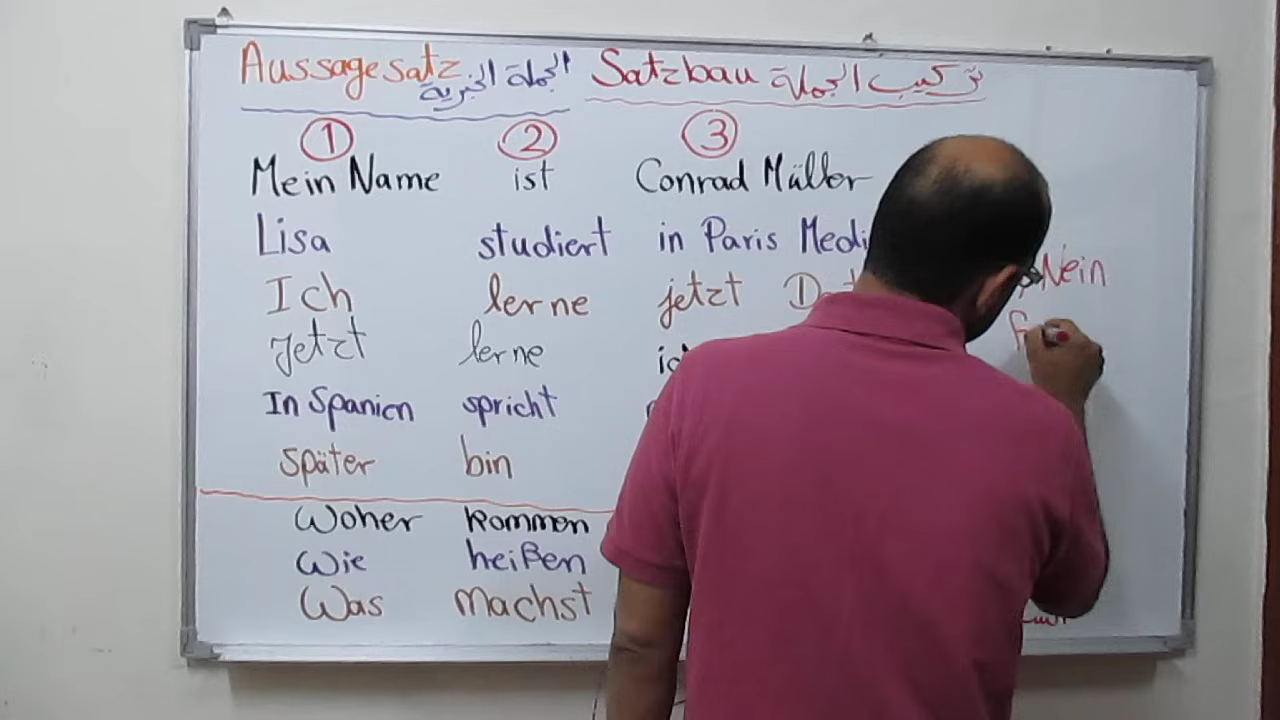 Aussagesatz الجملة الخبرية Satzbau تركيب الجملة
1 2 3
Mein Name ist Conrad Müller
Lisa studiert in Paris
Ich lerne jetzt
Nein
Jetzt lerne
In Spanien spricht
später bin
Woher kommen
Wie heißen
Was machst